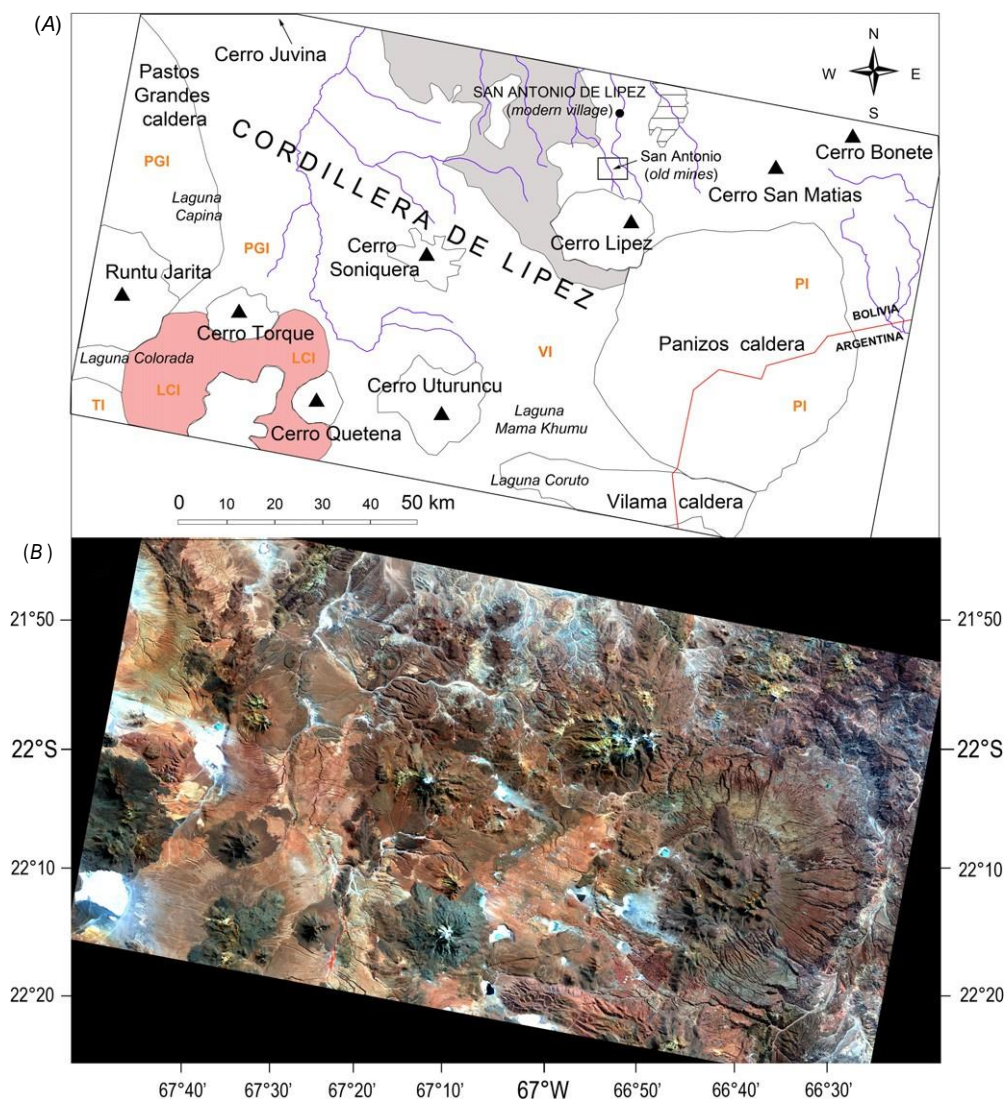 (A)
Cerro Juvina
Pastos
Grandes
caldera
PGI
Laguna
Capina
PGI
CORDILLERA DE LIPEZ
SAN ANTONIO DE LIPEZ
(modern village)
San Antonio
(old mines)
N
W E
S
Cerro Bonete
Cerro San Matias
Cerro Lipez
Cerro
Soniquera
Runtu Jarita
Cerro Torque
Laguna Colorada
LCI
LCI
TI
Cerro Quetena
Cerro Uturuncu
VI
Laguna
Mama Khumu
PI
BOLIVIA
ARGENTINA
Panizos caldera
PI
Laguna Coruto
Vilama caldera
0 10 20 30 40 50 km
(B)
21°50' 21°50'
22°S 22°S
22°10' 22°10'
22°20' 22°20'
67°40' 67°30' 67°20' 67°10' 67°W 66°50' 66°40' 66°30'